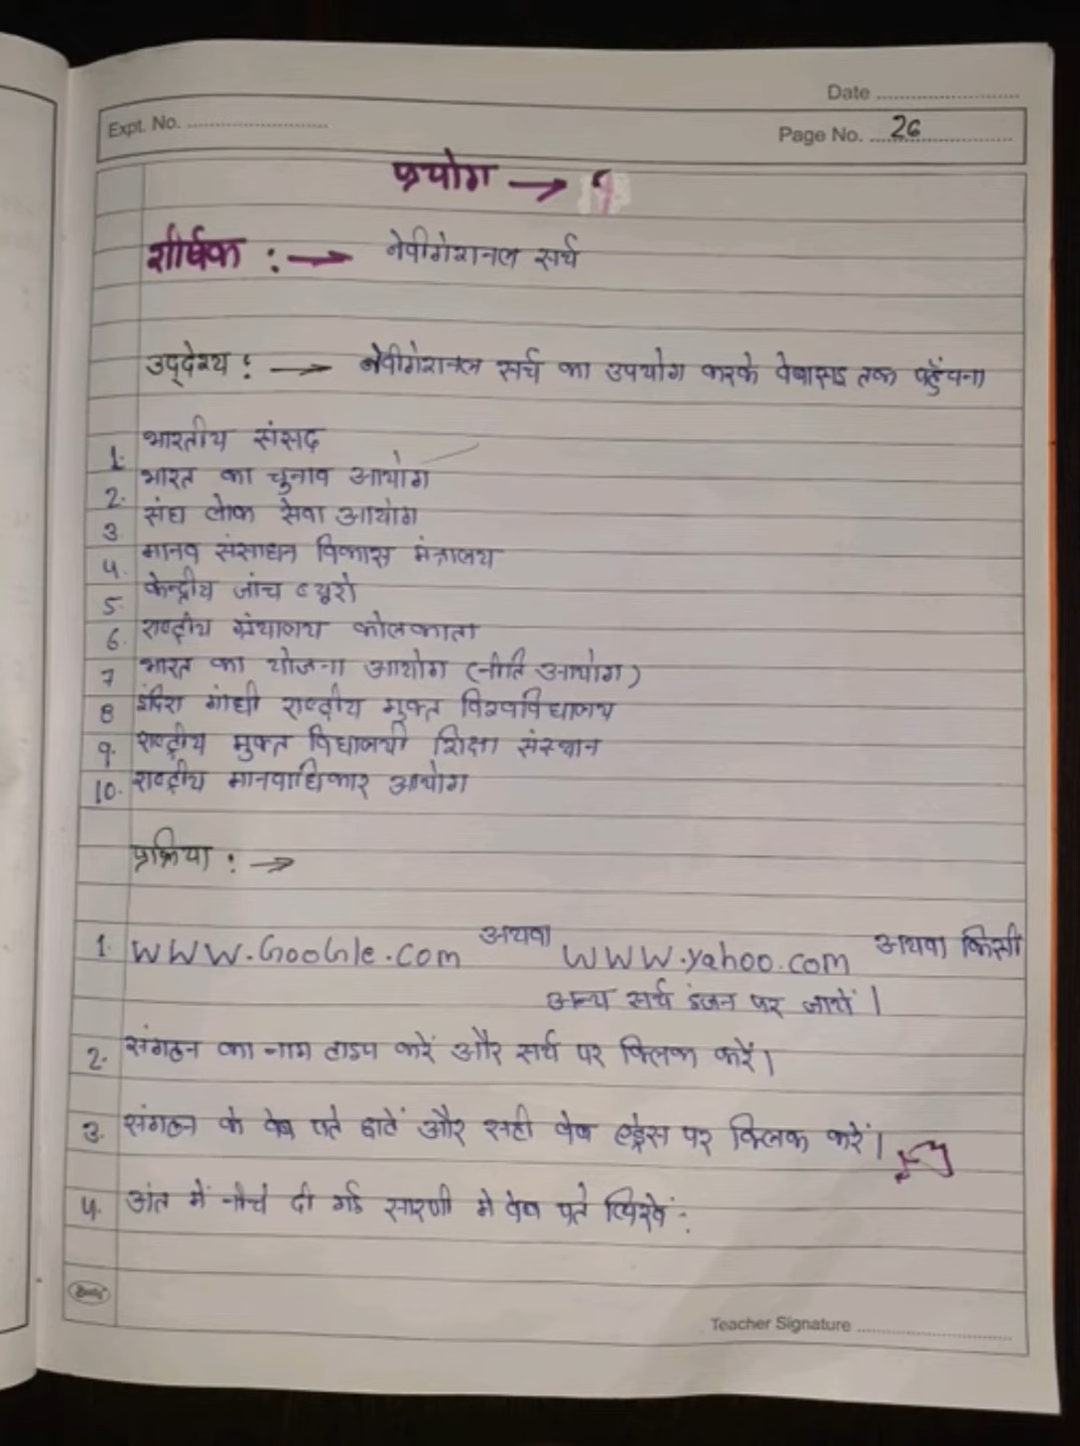 Date
Expt. No.
Page No. 26
प्रयोग →
शीर्षक :→ नेवीगेशनल सर्च
उद्देश्य :→ नेवीगेशनल सर्च का उपयोग करके वेबसाइट तक पहुँचना
1. भारतीय संसद
2. भारत का चुनाव आयोग
3 संघ लोक सेवा आयोग
4. मानव संसाधन विकास मंत्रालय
5. केन्द्रीय जांच ब्यूरो
6. राष्ट्रीय ग्रंथालय कोलकाता
7 भारत का योजना आयोग (नीति आयोग)
8 इंदिरा गांधी राष्ट्रीय मुक्त विश्वविद्यालय
9. राष्ट्रीय मुक्त विद्यालयी शिक्षा संस्थान
10. राष्ट्रीय मानवाधिकार आयोग
प्रक्रिया :→
1. WWW.GooGle.com अथवा WWW.yahoo.com अथवा किसी
अन्य सर्च इंजन पर जायें।
2. संगठन का नाम टाइप करें और सर्च पर क्लिक करें।
3. संगठन के वेब पते छाटें और सही वेब एड्रेस पर क्लिक करें।
4. अंत में नीचे दी गई सारणी में वेब पते लिखें :
Teacher Signature